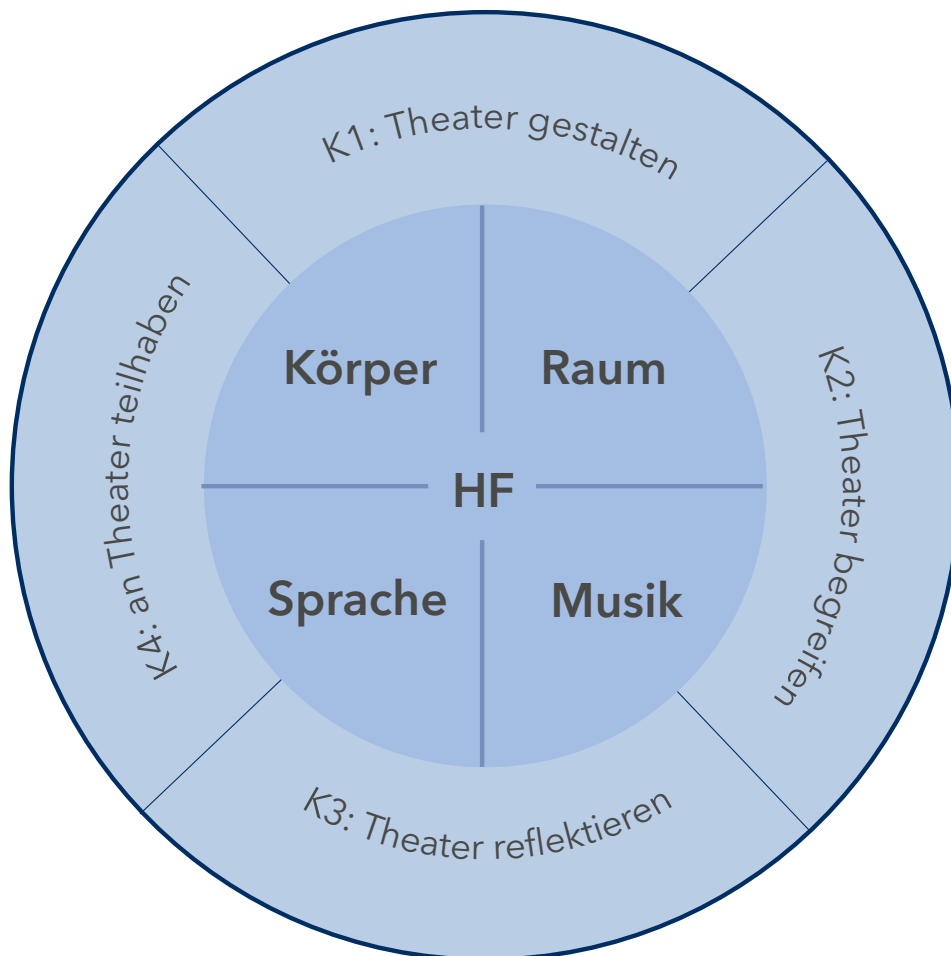 K1: Theater gestalten
K2: Theater begreifen
K3: Theater reflektieren
K4: an Theater teilhaben
Körper
Raum
HF
Sprache
Musik